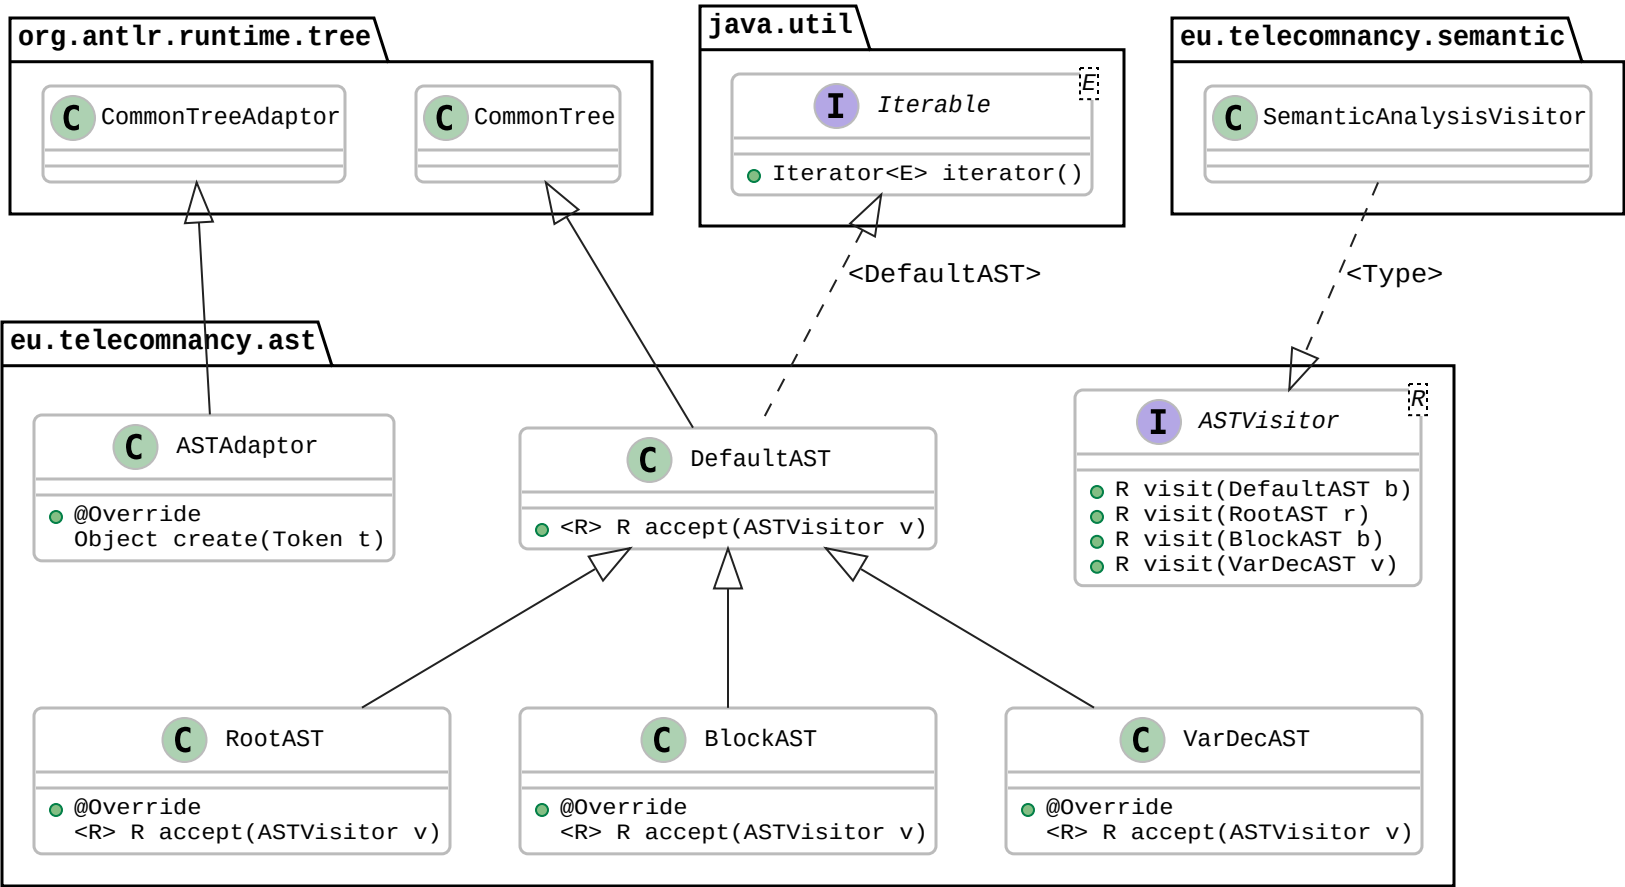 org.antlr.runtime.tree
C CommonTreeAdaptor
C CommonTree
java.util
I Iterable
E
Iterator<E> iterator()
eu.telecomnancy.semantic
C SemanticAnalysisVisitor
<DefaultAST>
<Type>
eu.telecomnancy.ast
C ASTAdaptor
@Override
Object create(Token t)
C DefaultAST
<R> R accept(ASTVisitor v)
I ASTVisitor
R
R visit(DefaultAST b)
R visit(RootAST r)
R visit(BlockAST b)
R visit(VarDecAST v)
C RootAST
@Override
<R> R accept(ASTVisitor v)
C BlockAST
@Override
<R> R accept(ASTVisitor v)
C VarDecAST
@Override
<R> R accept(ASTVisitor v)